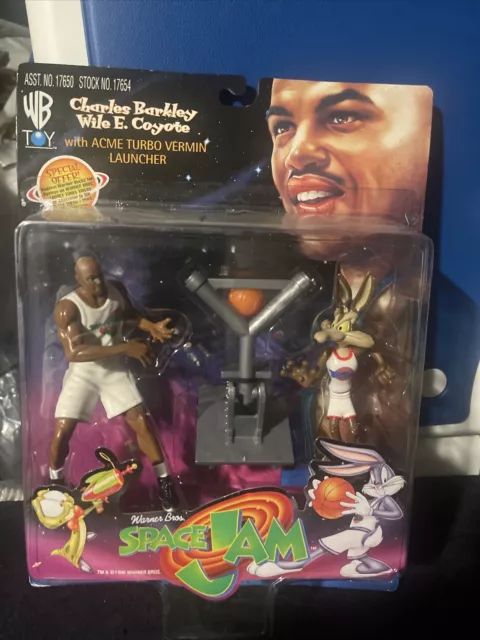 ASST. NO. 17650 STOCK NO. 17654
WB
TOY
Charles Barkley
Wile E. Coyote
with ACME TURBO VERMIN
LAUNCHER
SPECIAL
OFFER!
Warner Bros.
SPACE JAM